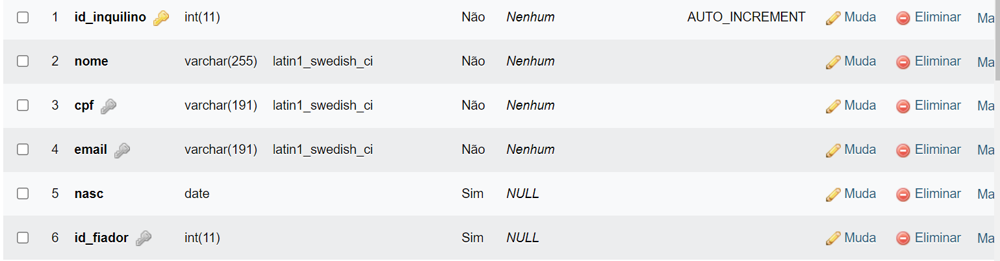 1 id_inquilino int(11) Não Nenhum AUTO_INCREMENT Muda Eliminar Ma
2 nome varchar(255) latin1_swedish_ci Não Nenhum Muda Eliminar Ma
3 cpf varchar(191) latin1_swedish_ci Não Nenhum Muda Eliminar Ma
4 email varchar(191) latin1_swedish_ci Não Nenhum Muda Eliminar Ma
5 nasc date Sim NULL Muda Eliminar Ma
6 id_fiador int(11) Sim NULL Muda Eliminar Ma